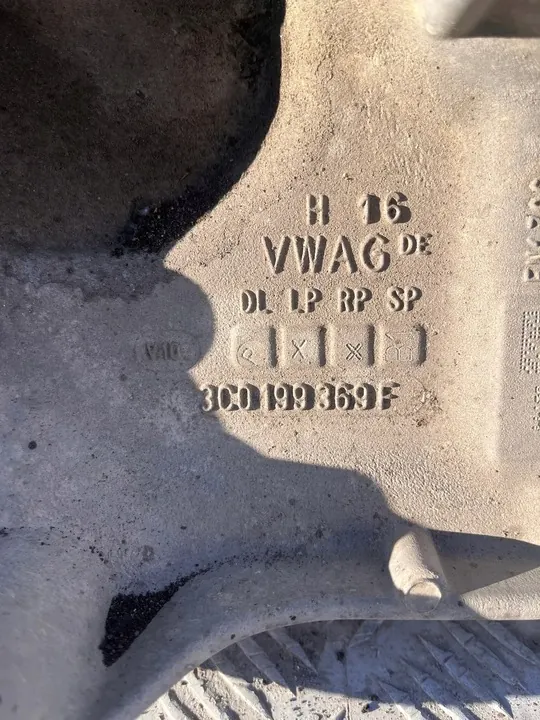 H 16
VWAG DE
DL LP RP SP
X X
3C0 199 369 F